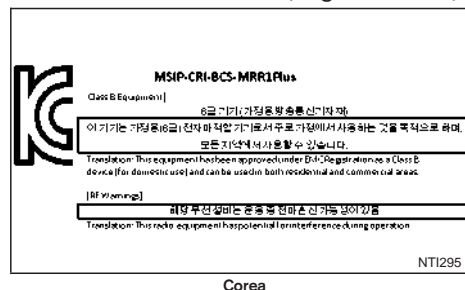 MSIP-CRI-BCS-MRR1Plus
Class B Equipment]
6급 기기(가정용 방송통신기자재)
이 기기는 가정용(6급) 전자파적합기기로서 주로 가정에서 사용하는 것을 목적으로 하며,
모든 지역에서 사용할 수 있습니다.
Translation: This equipment has been approved under EMC Registration as a Class B
device [for domestic use] and can be used in both residential and commercial areas.
[RF Warnings]
해당 무선설비는 운용 중 전파혼신 가능성이 있음
Translation: This radio equipment has potential for interference during operation
NTI295
Corea